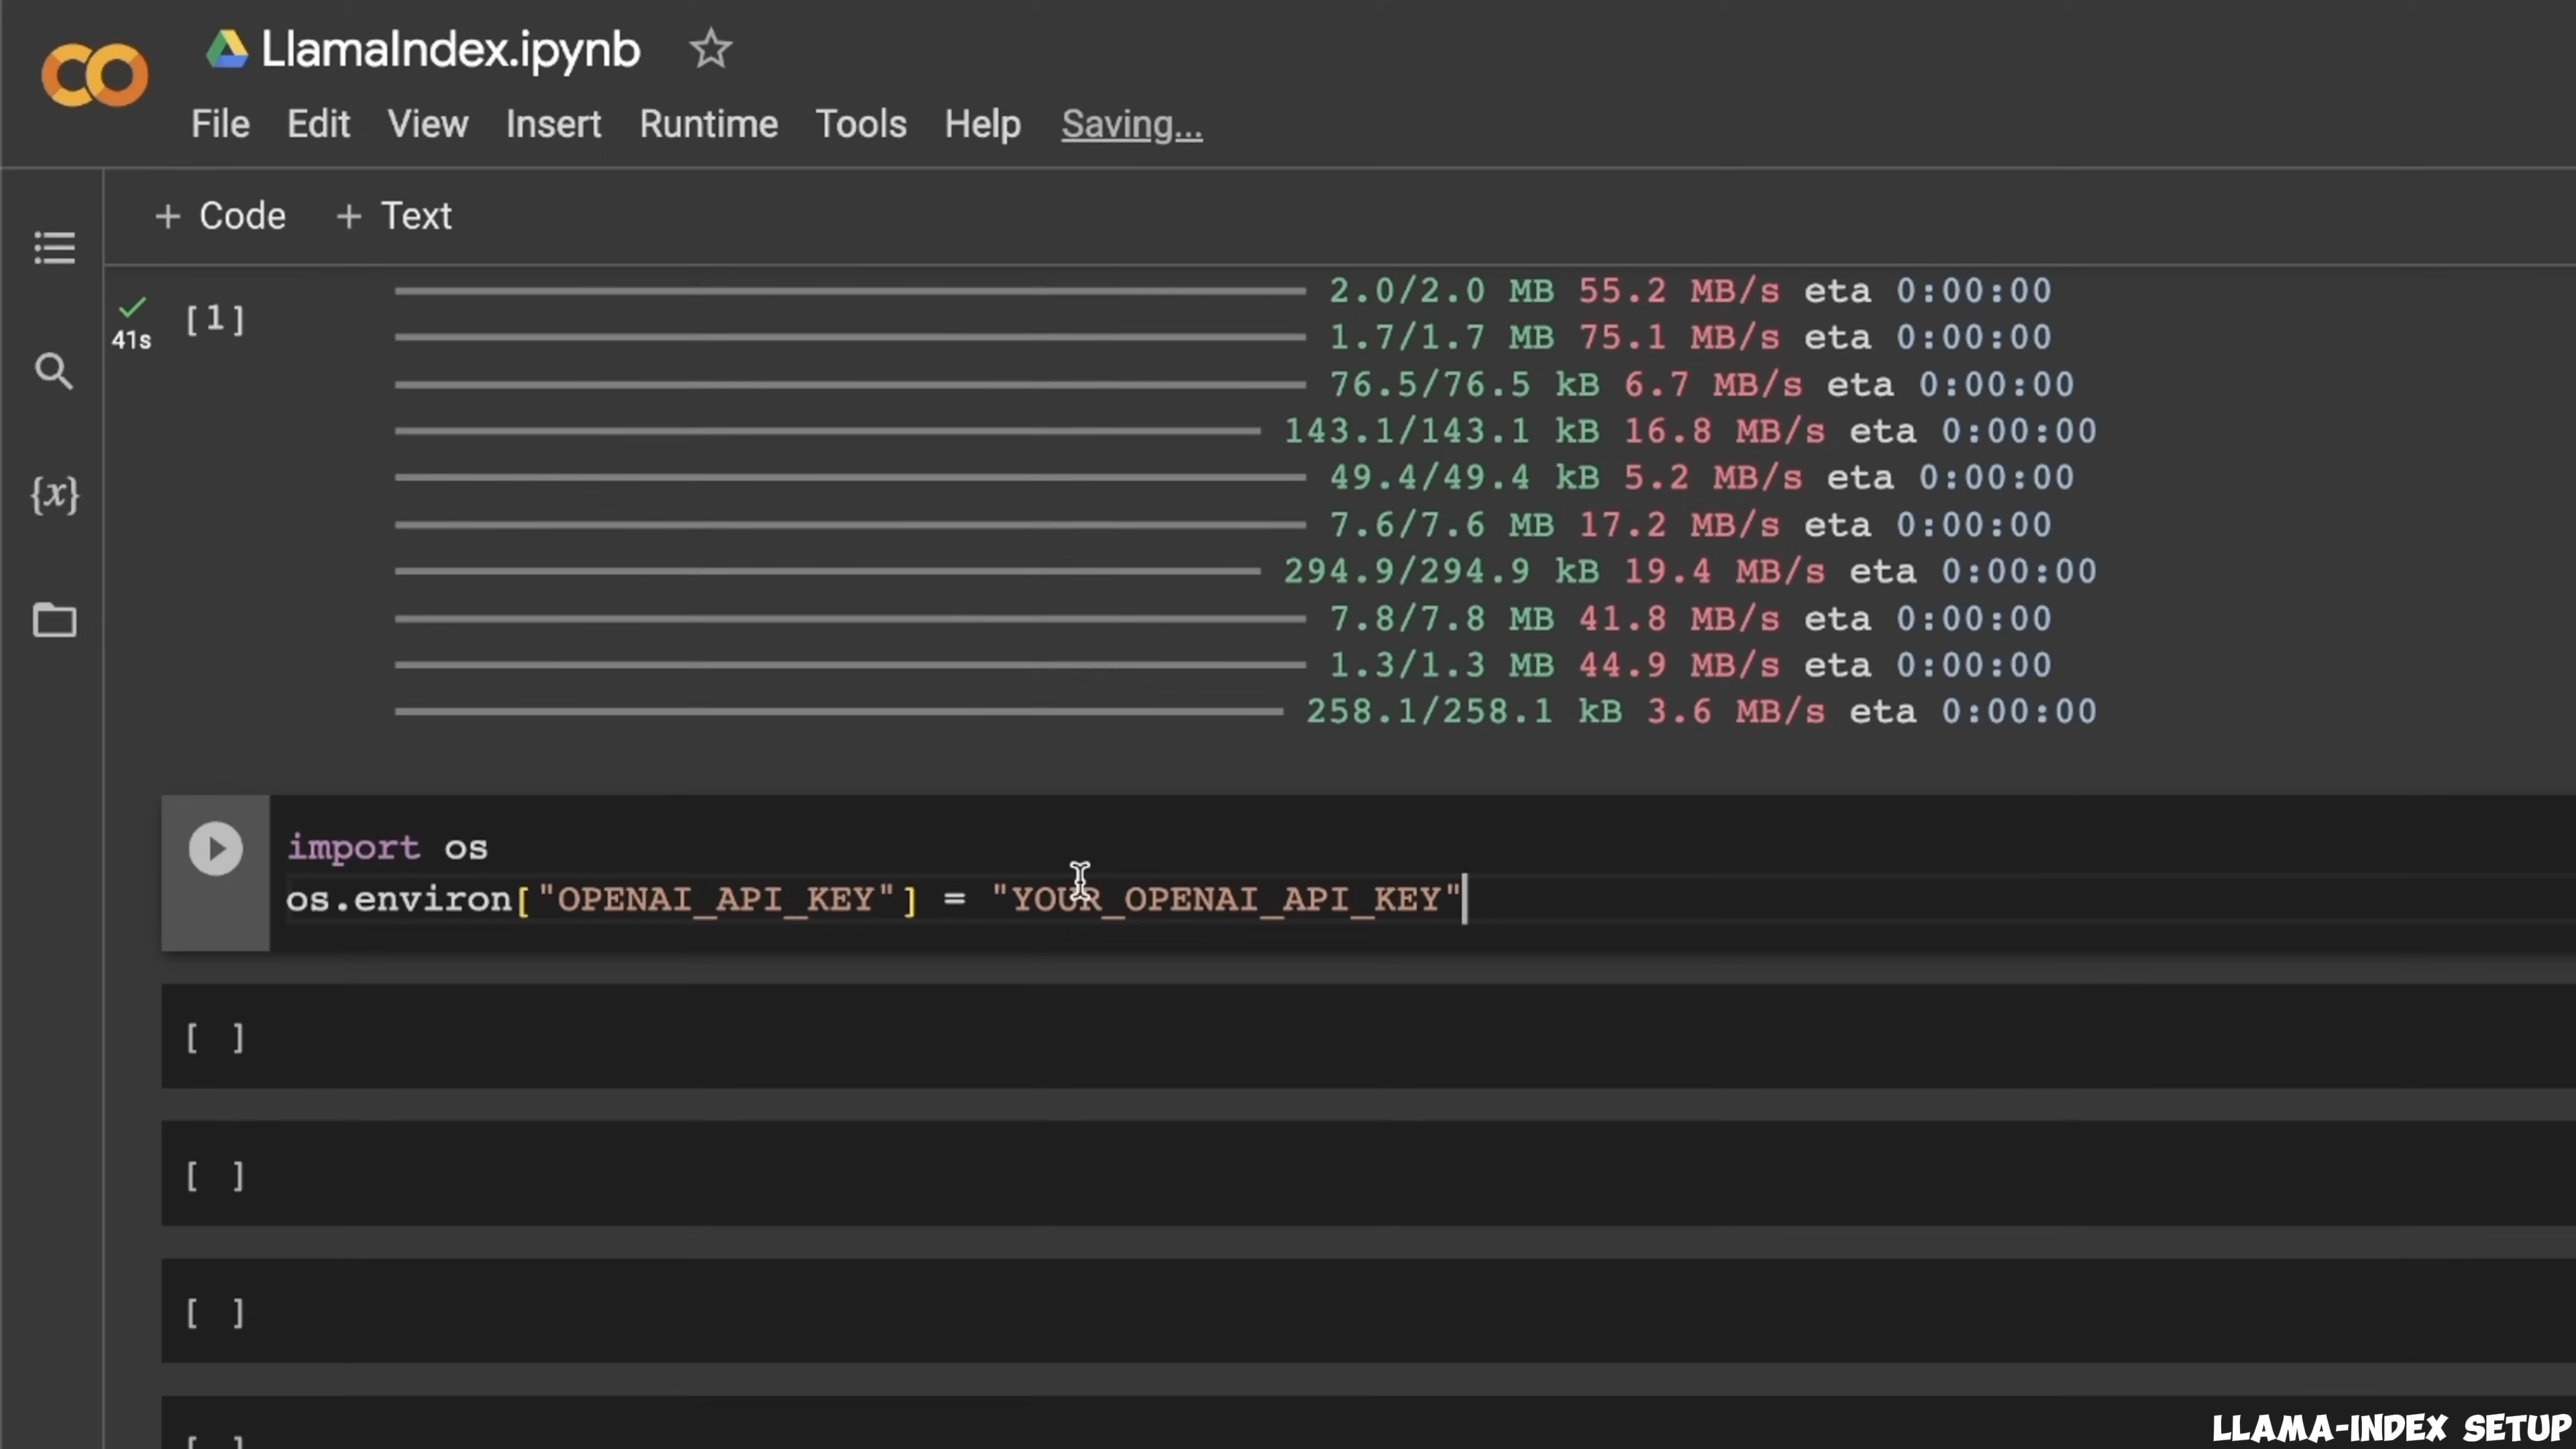 LlamaIndex.ipynb
File Edit View Insert Runtime Tools Help Saving...
+ Code + Text
2.0/2.0 MB 55.2 MB/s eta 0:00:00
41s [1]
1.7/1.7 MB 75.1 MB/s eta 0:00:00
76.5/76.5 kB 6.7 MB/s eta 0:00:00
143.1/143.1 kB 16.8 MB/s eta 0:00:00
49.4/49.4 kB 5.2 MB/s eta 0:00:00
7.6/7.6 MB 17.2 MB/s eta 0:00:00
294.9/294.9 kB 19.4 MB/s eta 0:00:00
7.8/7.8 MB 41.8 MB/s eta 0:00:00
1.3/1.3 MB 44.9 MB/s eta 0:00:00
258.1/258.1 kB 3.6 MB/s eta 0:00:00
{x}
import os
os.environ["OPENAI_API_KEY"] = "YOUR_OPENAI_API_KEY"
[ ]
[ ]
[ ]
LLAMA-INDEX SETUP